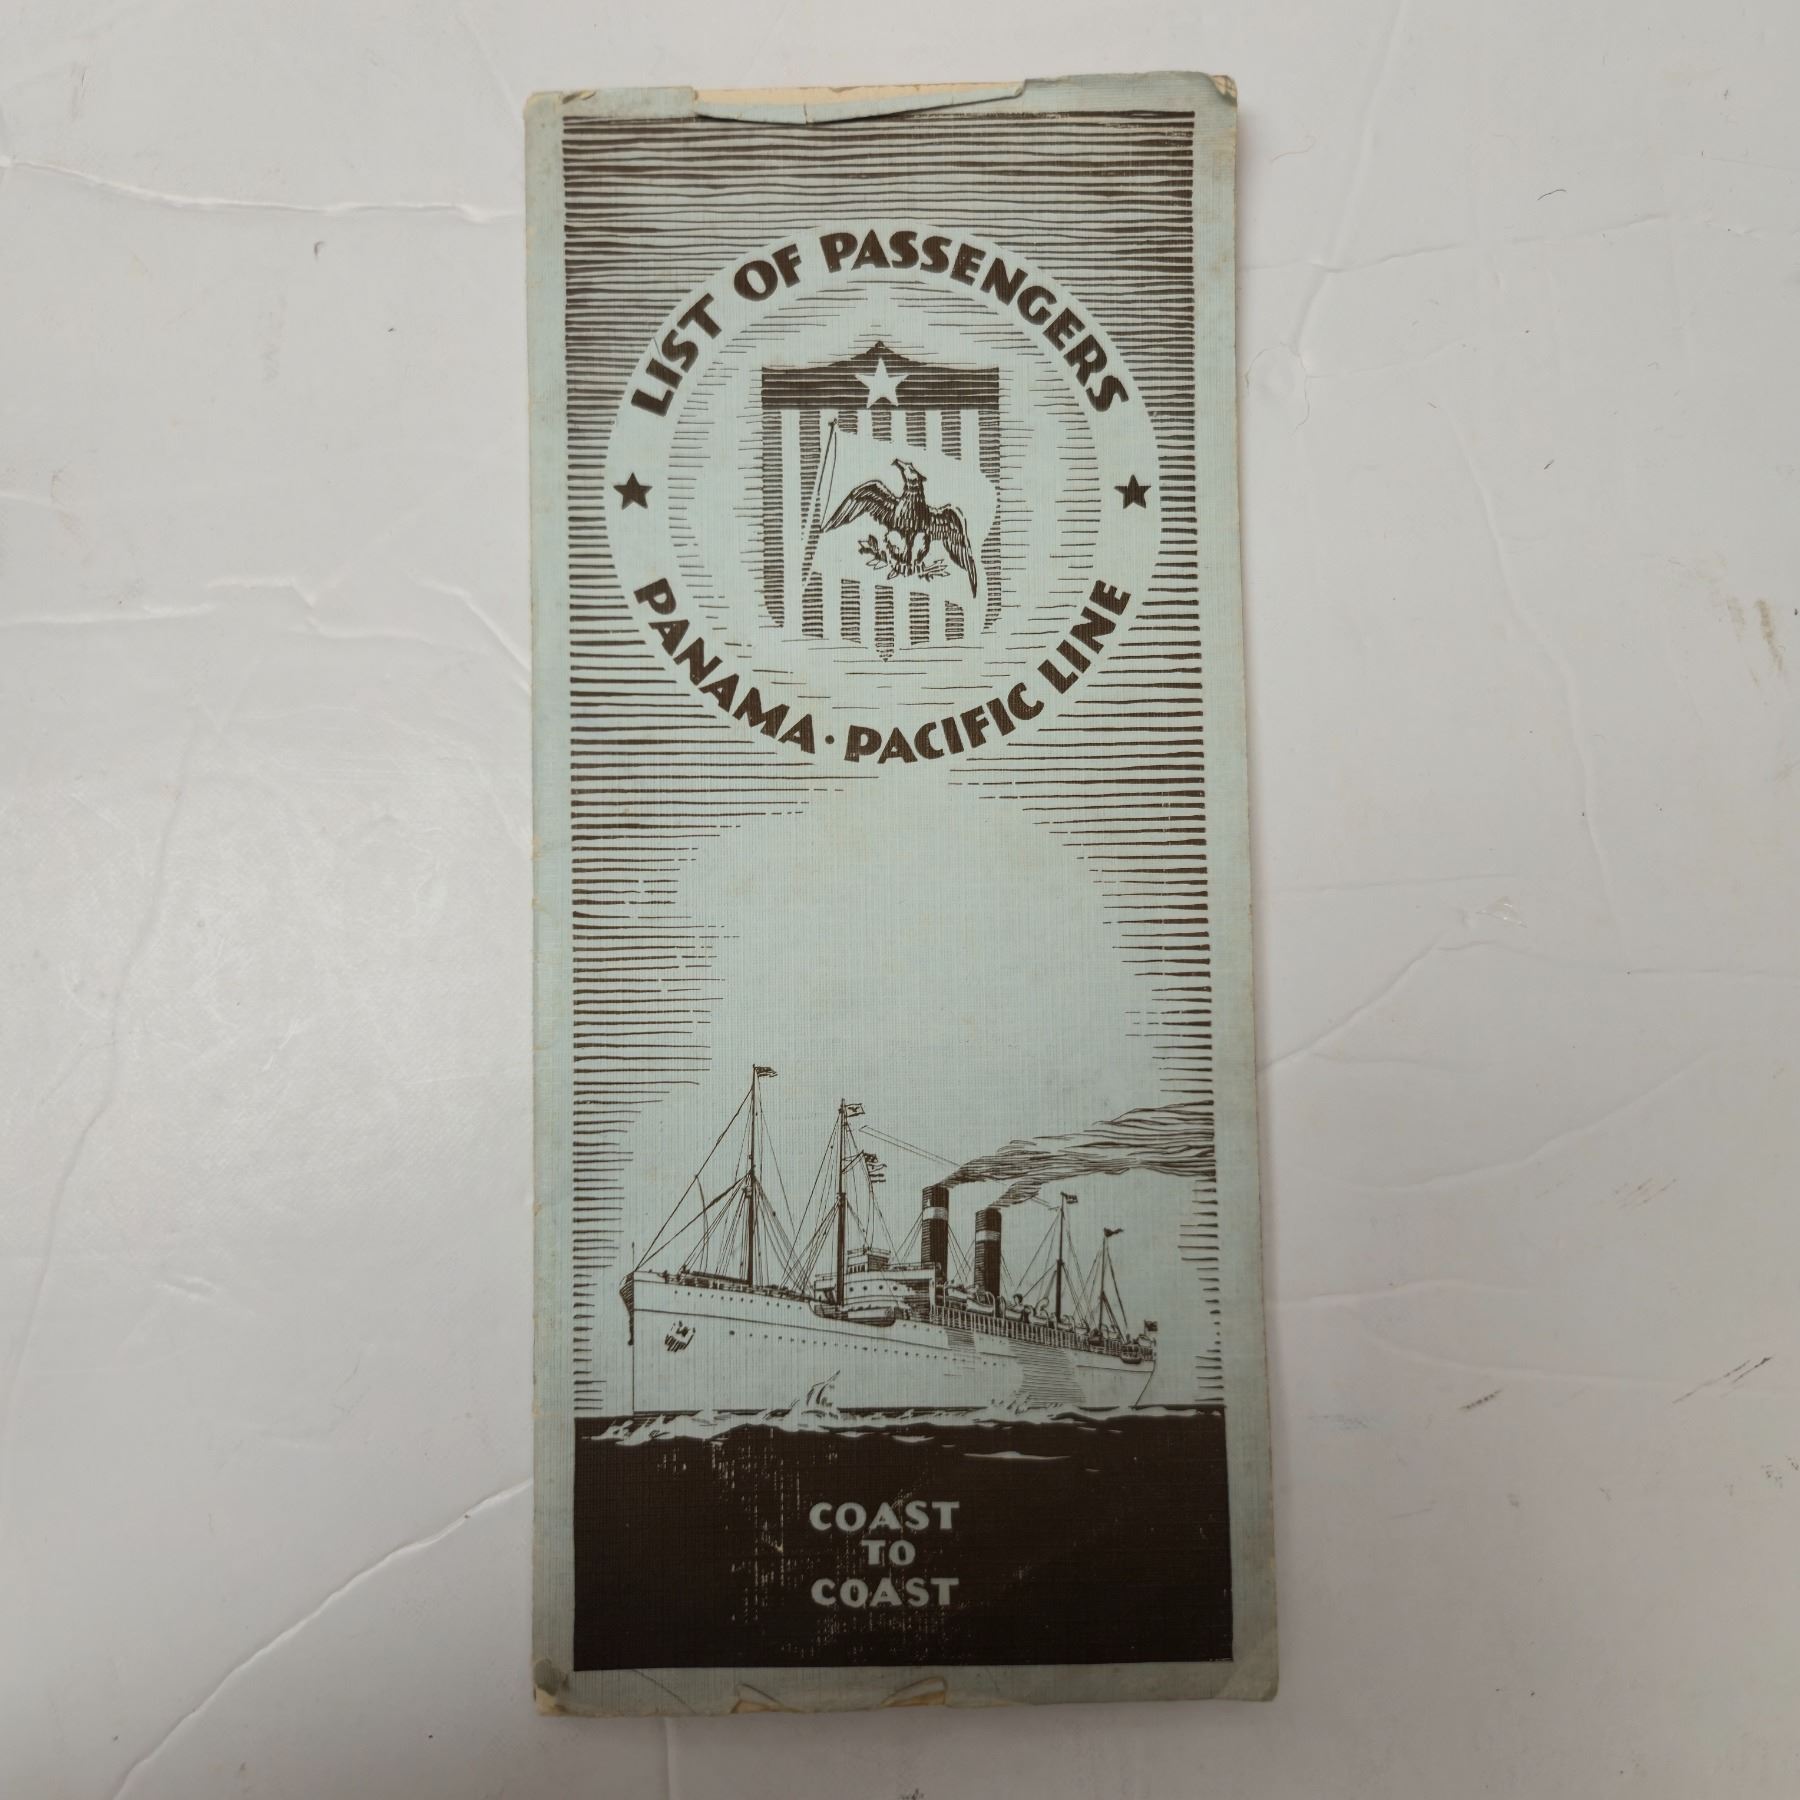 LIST OF PASSENGERS
PANAMA · PACIFIC LINE
COAST
TO
COAST